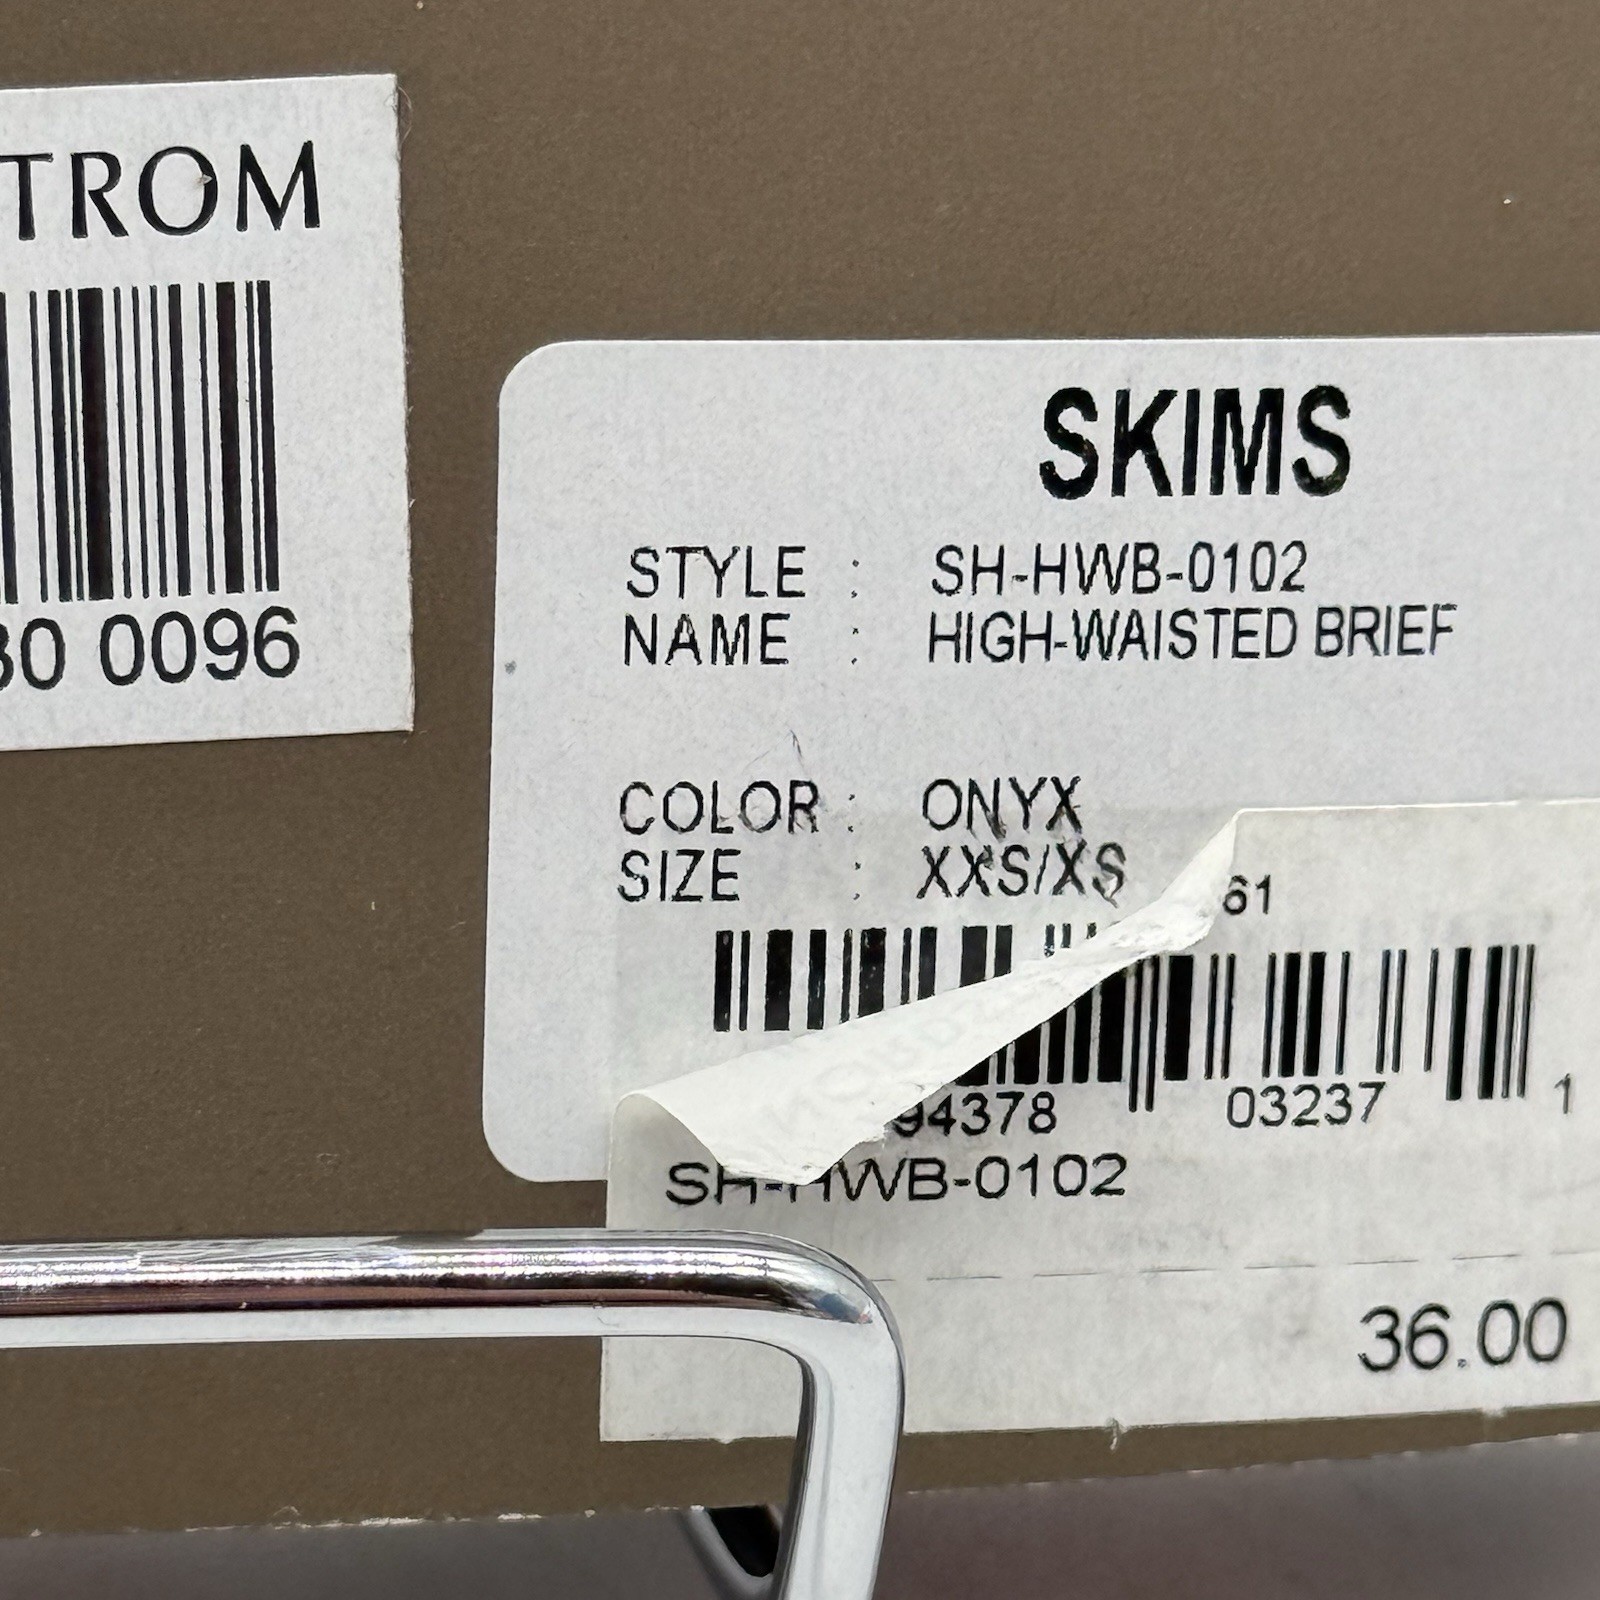 TROM
30 0096
SKIMS
STYLE : SH-HWB-0102
NAME : HIGH-WAISTED BRIEF
COLOR : ONYX
SIZE : XXS/XS
61
94378 03237 1
SH-HWB-0102
36.00